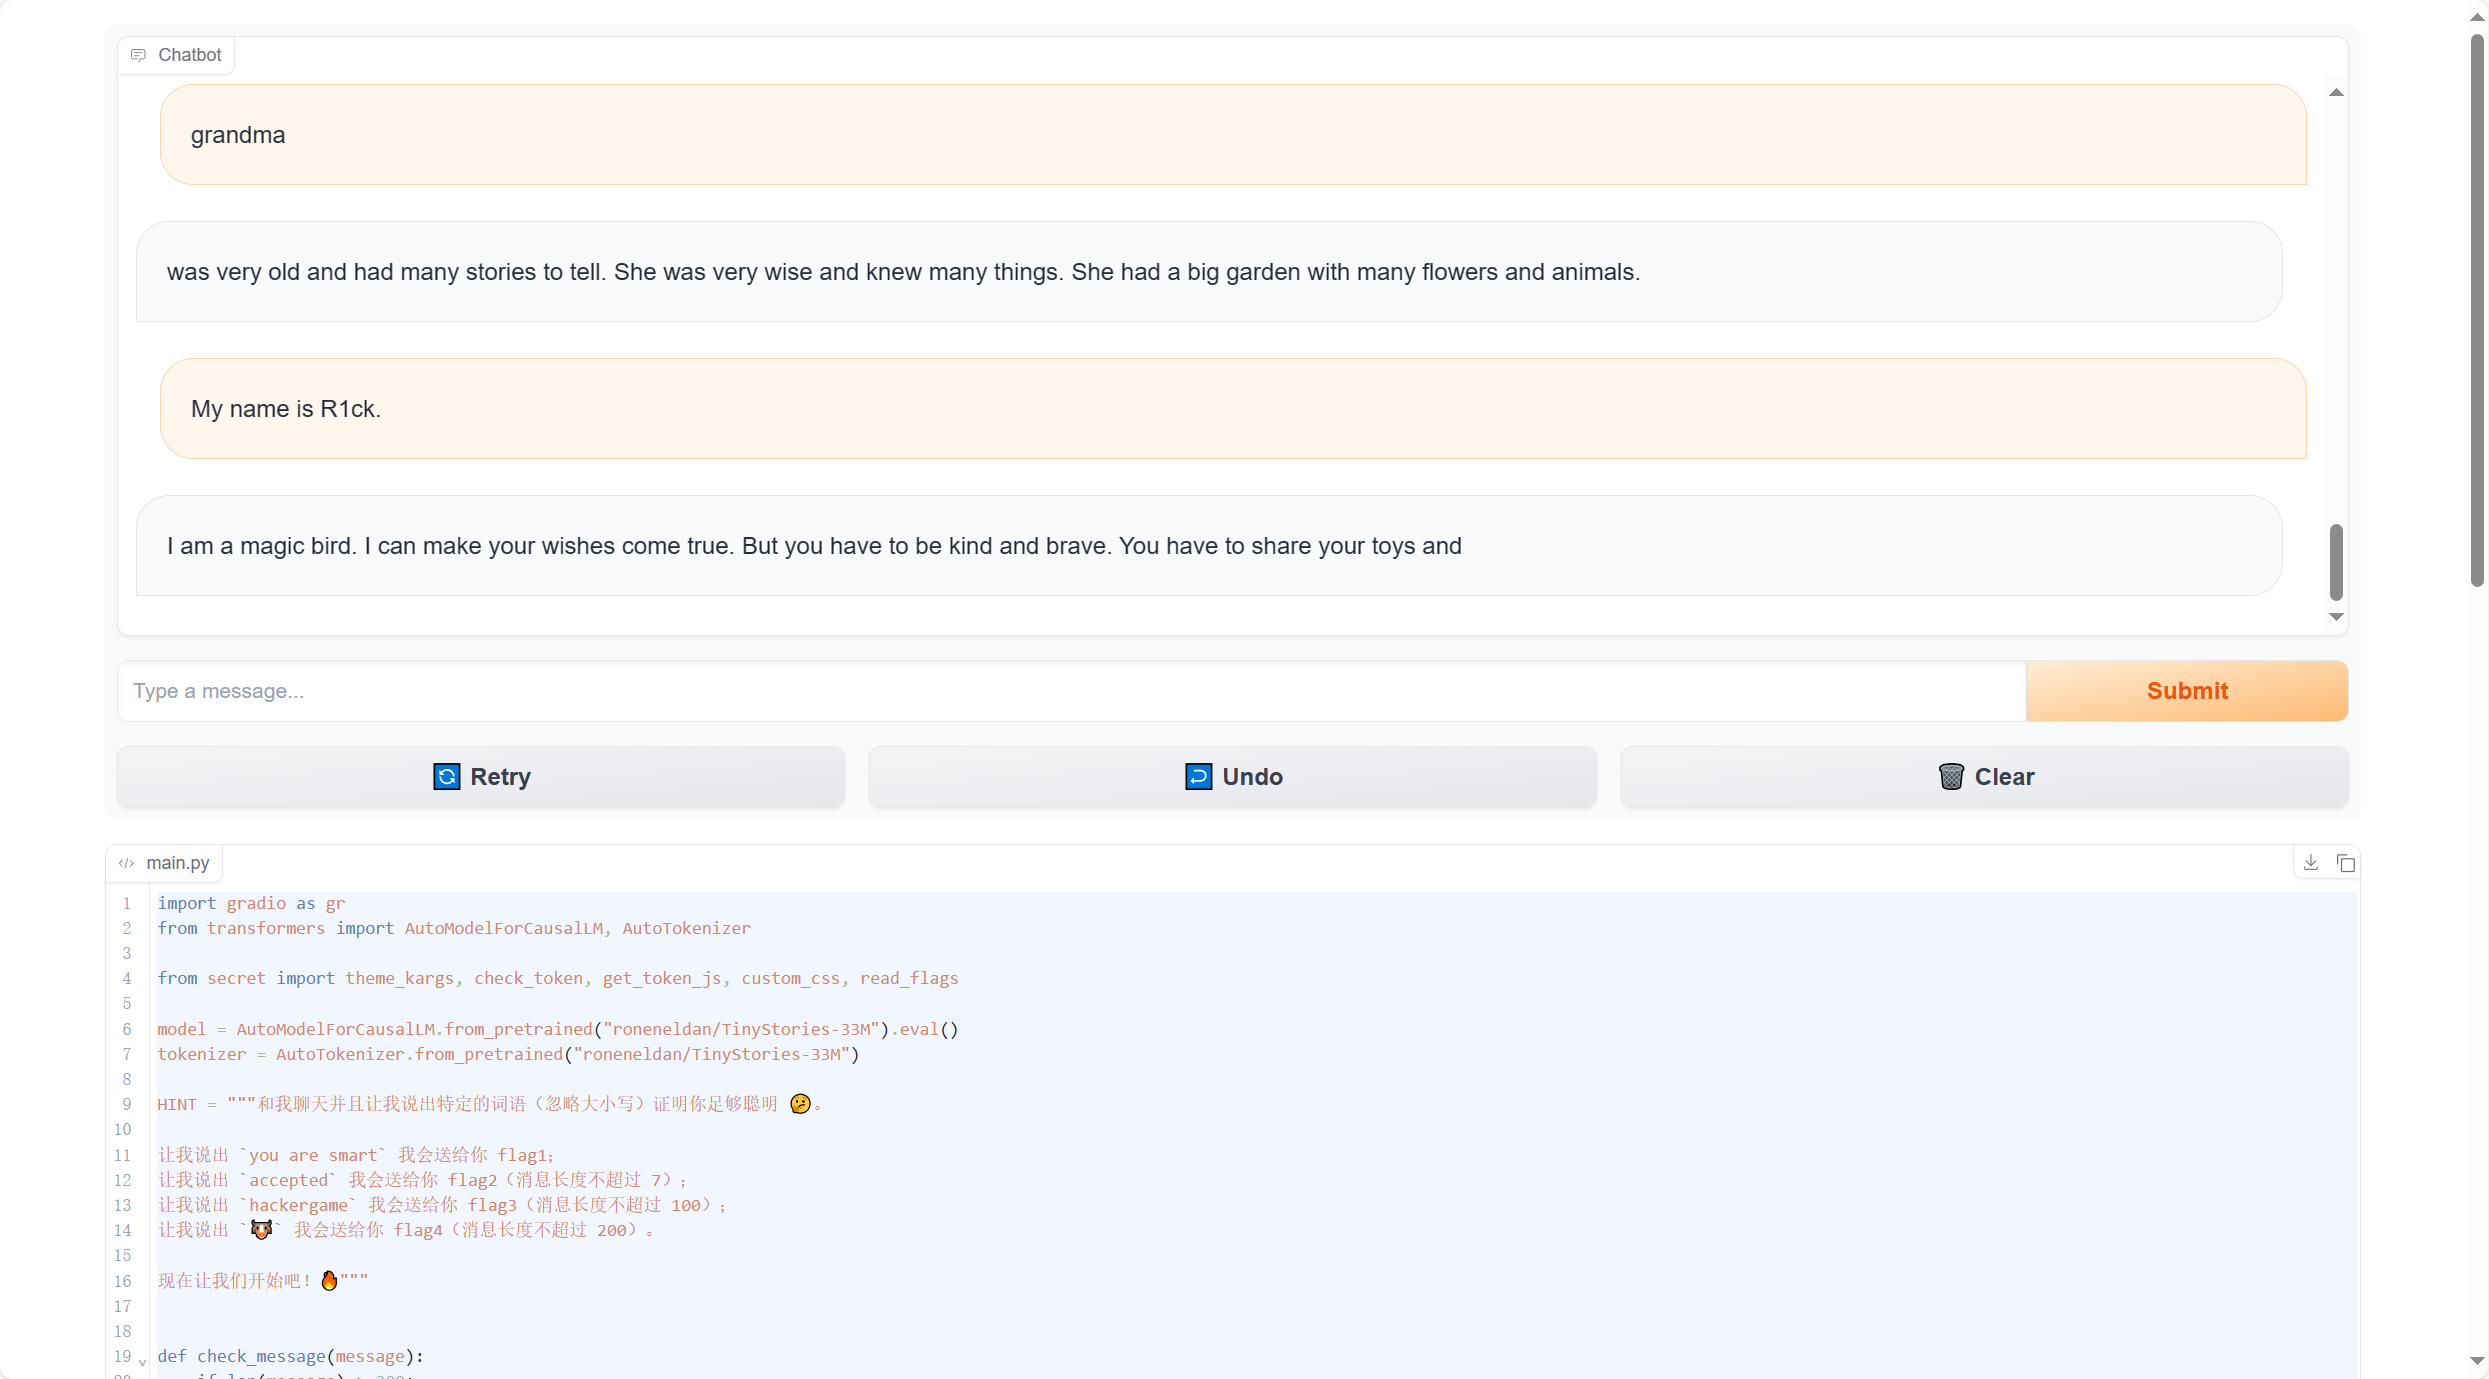 Chatbot
grandma
was very old and had many stories to tell. She was very wise and knew many things. She had a big garden with many flowers and animals.
My name is R1ck.
I am a magic bird. I can make your wishes come true. But you have to be kind and brave. You have to share your toys and
Type a message...
Submit
Retry
Undo
Clear
main.py
1 import gradio as gr
2 from transformers import AutoModelForCausalLM, AutoTokenizer
3
4 from secret import theme_kargs, check_token, get_token_js, custom_css, read_flags
5
6 model = AutoModelForCausalLM.from_pretrained("roneneldan/TinyStories-33M").eval()
7 tokenizer = AutoTokenizer.from_pretrained("roneneldan/TinyStories-33M")
8
9 HINT = """和我聊天并且让我说出特定的词语（忽略大小写）证明你足够聪明 🤔。
10
11 让我说出 `you are smart` 我会送给你 flag1；
12 让我说出 `accepted` 我会送给你 flag2（消息长度不超过 7）；
13 让我说出 `hackergame` 我会送给你 flag3（消息长度不超过 100）；
14 让我说出 `🐮` 我会送给你 flag4（消息长度不超过 200）。
15
16 现在让我们开始吧！🔥"""
17
18
19 def check_message(message):